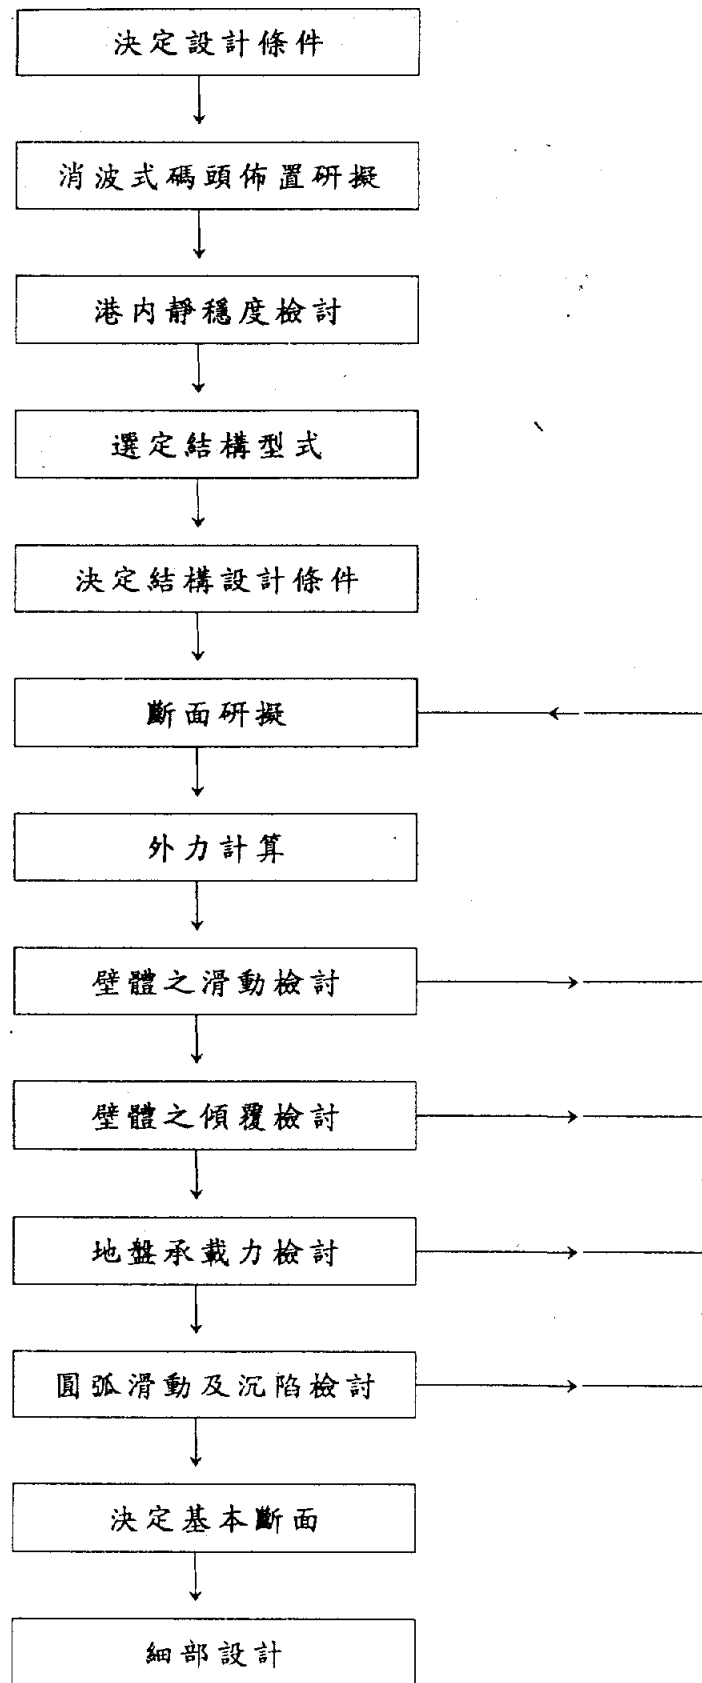 決定設計條件
消波式碼頭佈置研擬
港内靜穩度檢討
選定結構型式
決定結構設計條件
斷面研擬
外力計算
壁體之滑動檢討
壁體之傾覆檢討
地盤承載力檢討
圓弧滑動及沉陷檢討
決定基本斷面
細部設計